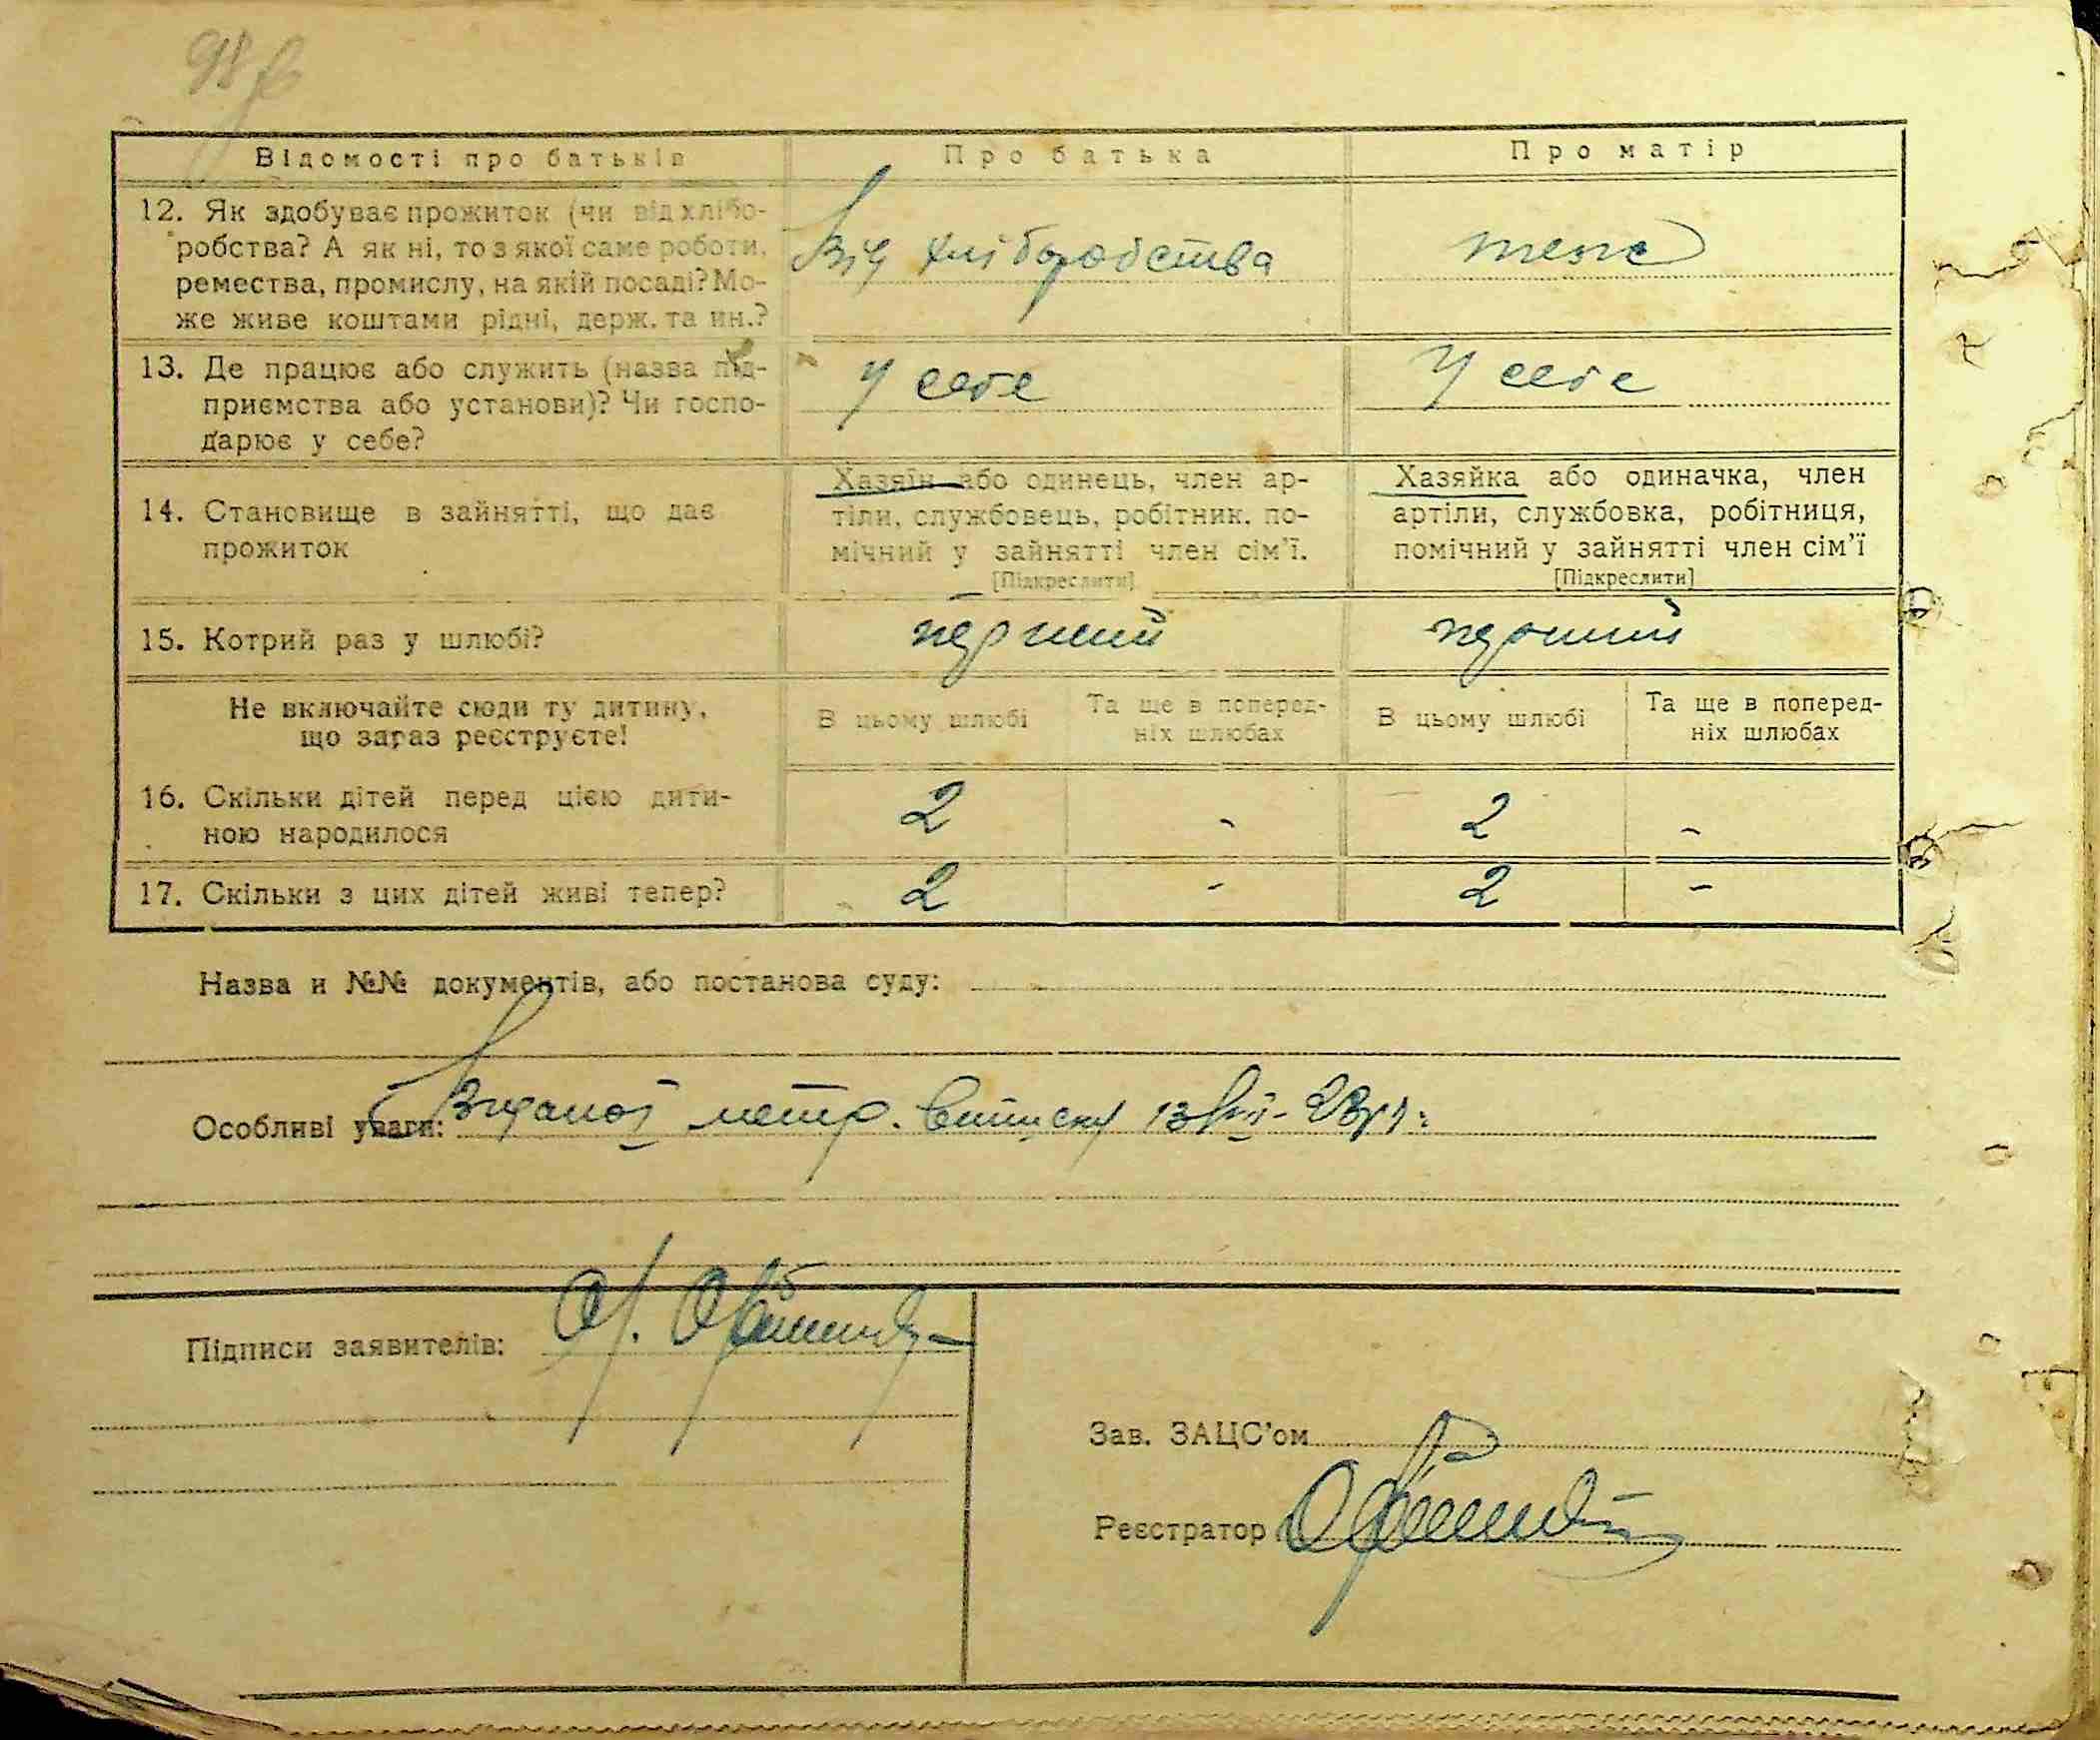 Відомості про батьків
Про батька
Про матір
12. Як здобуває прожиток (чи від хлібо-
робства? А як ні, то з якої саме роботи,
ремества, промислу, на якій посаді? Мо-
же живе коштами рідні, держ. та ин.?
Від хліборобства
теж
13. Де працює або служить (назва під-
приємства або установи)? Чи госпо-
дарює у себе?
У себе
У себе
14. Становище в зайнятті, що дає
прожиток
Хазяїн або одинець, член ар-
тіли, службовець, робітник, по-
мічний у зайнятті член сім'ї.
[Підкреслити]
Хазяйка або одиначка, член
артіли, службовка, робітниця,
помічний у зайнятті член сім'ї
[Підкреслити]
15. Котрий раз у шлюбі?
перший
перший
Не включайте сюди ту дитину,
що зараз реєструєте!
В цьому шлюбі
Та ще в поперед-
ніх шлюбах
В цьому шлюбі
Та ще в поперед-
ніх шлюбах
16. Скільки дітей перед цією дити-
ною народилося
2
-
2
-
17. Скільки з цих дітей живі тепер?
2
-
2
-
Назва и №№ документів, або постанова суду:
Особливі уваги: метр. 13
Підписи заявителів:
Зав. ЗАЦС'ом
Реєстратор